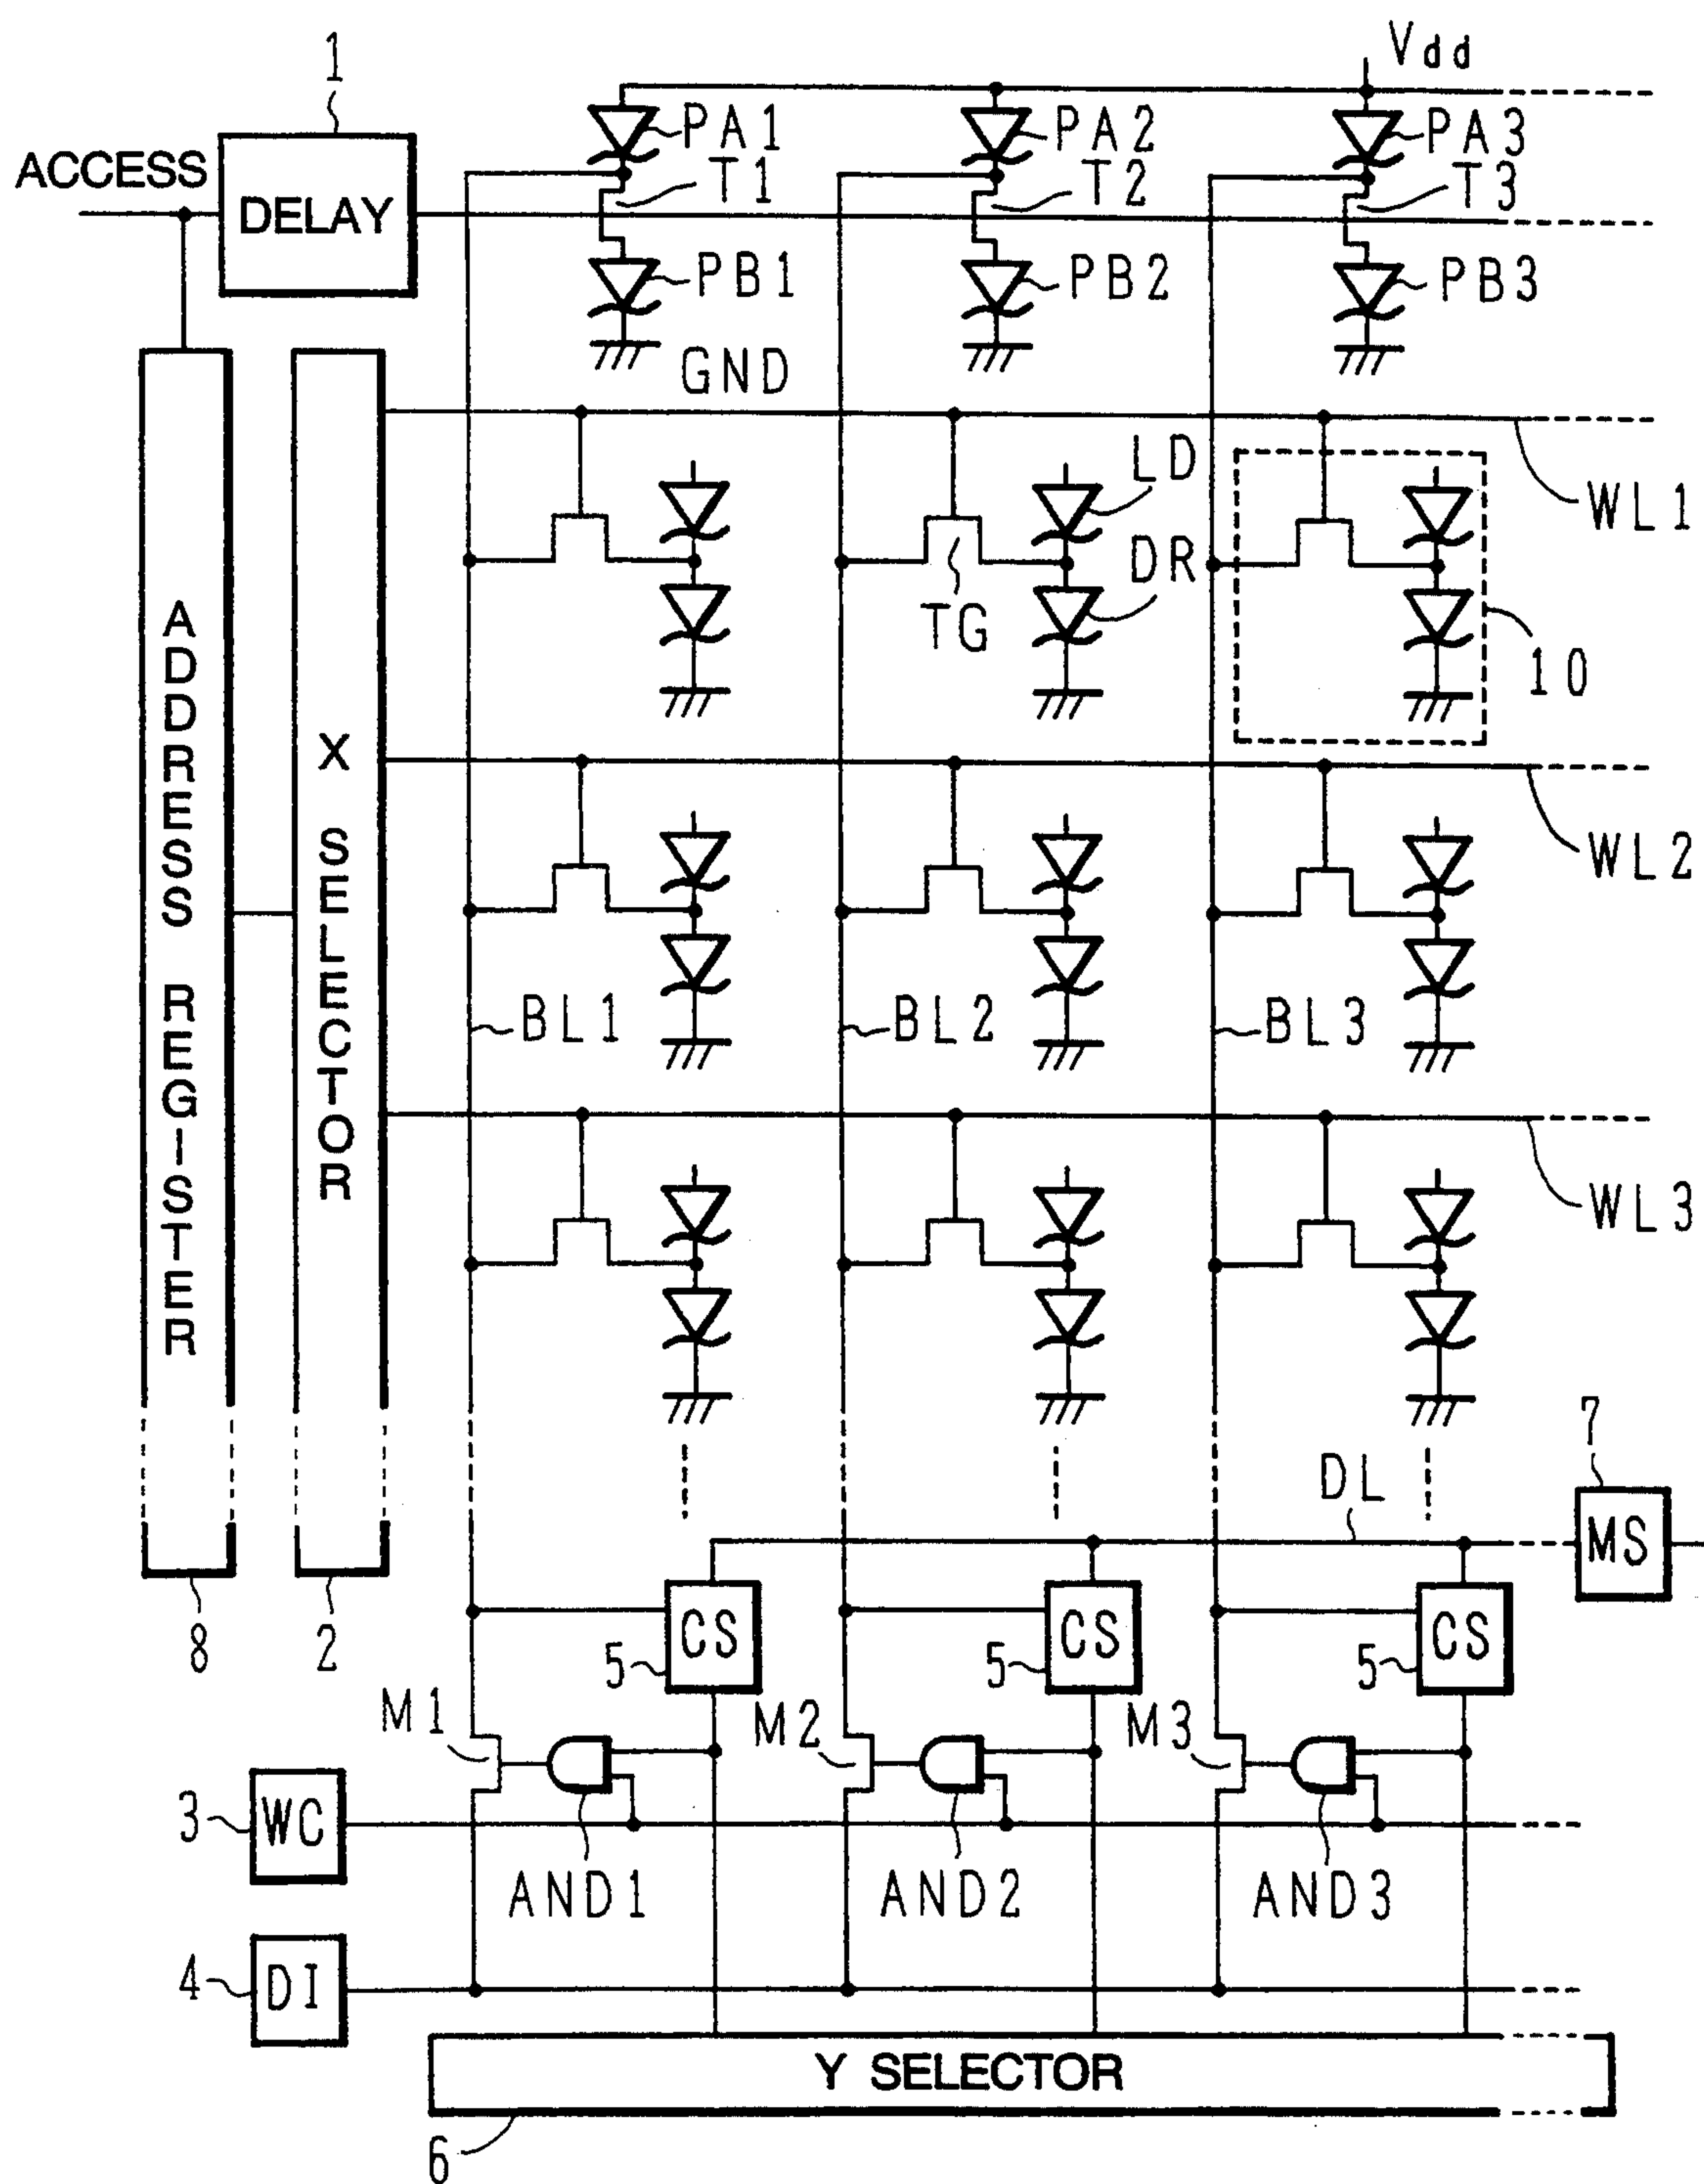 1
Vdd
PA1
PA2
PA3
ACCESS
T1
T2
T3
DELAY
PB1
PB2
PB3
GND
LD
WL1
DR
TG
10
ADDRESS REGISTER
X SELECTOR
WL2
BL1
BL2
BL3
WL3
7
DL
MS
CS
CS
CS
8
2
5
5
5
M1
M2
M3
3
WC
AND1
AND2
AND3
4
DI
Y SELECTOR
6